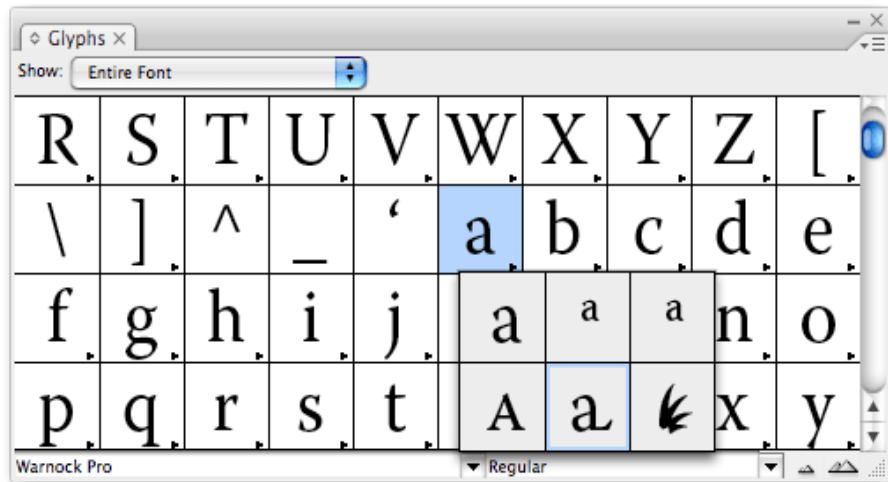 Glyphs
Show: Entire Font
R S T U V W X Y Z [
\ ] ^ _ ‘ a b c d e
f g h i j a a a n o
p q r s t A a x y
Warnock Pro Regular